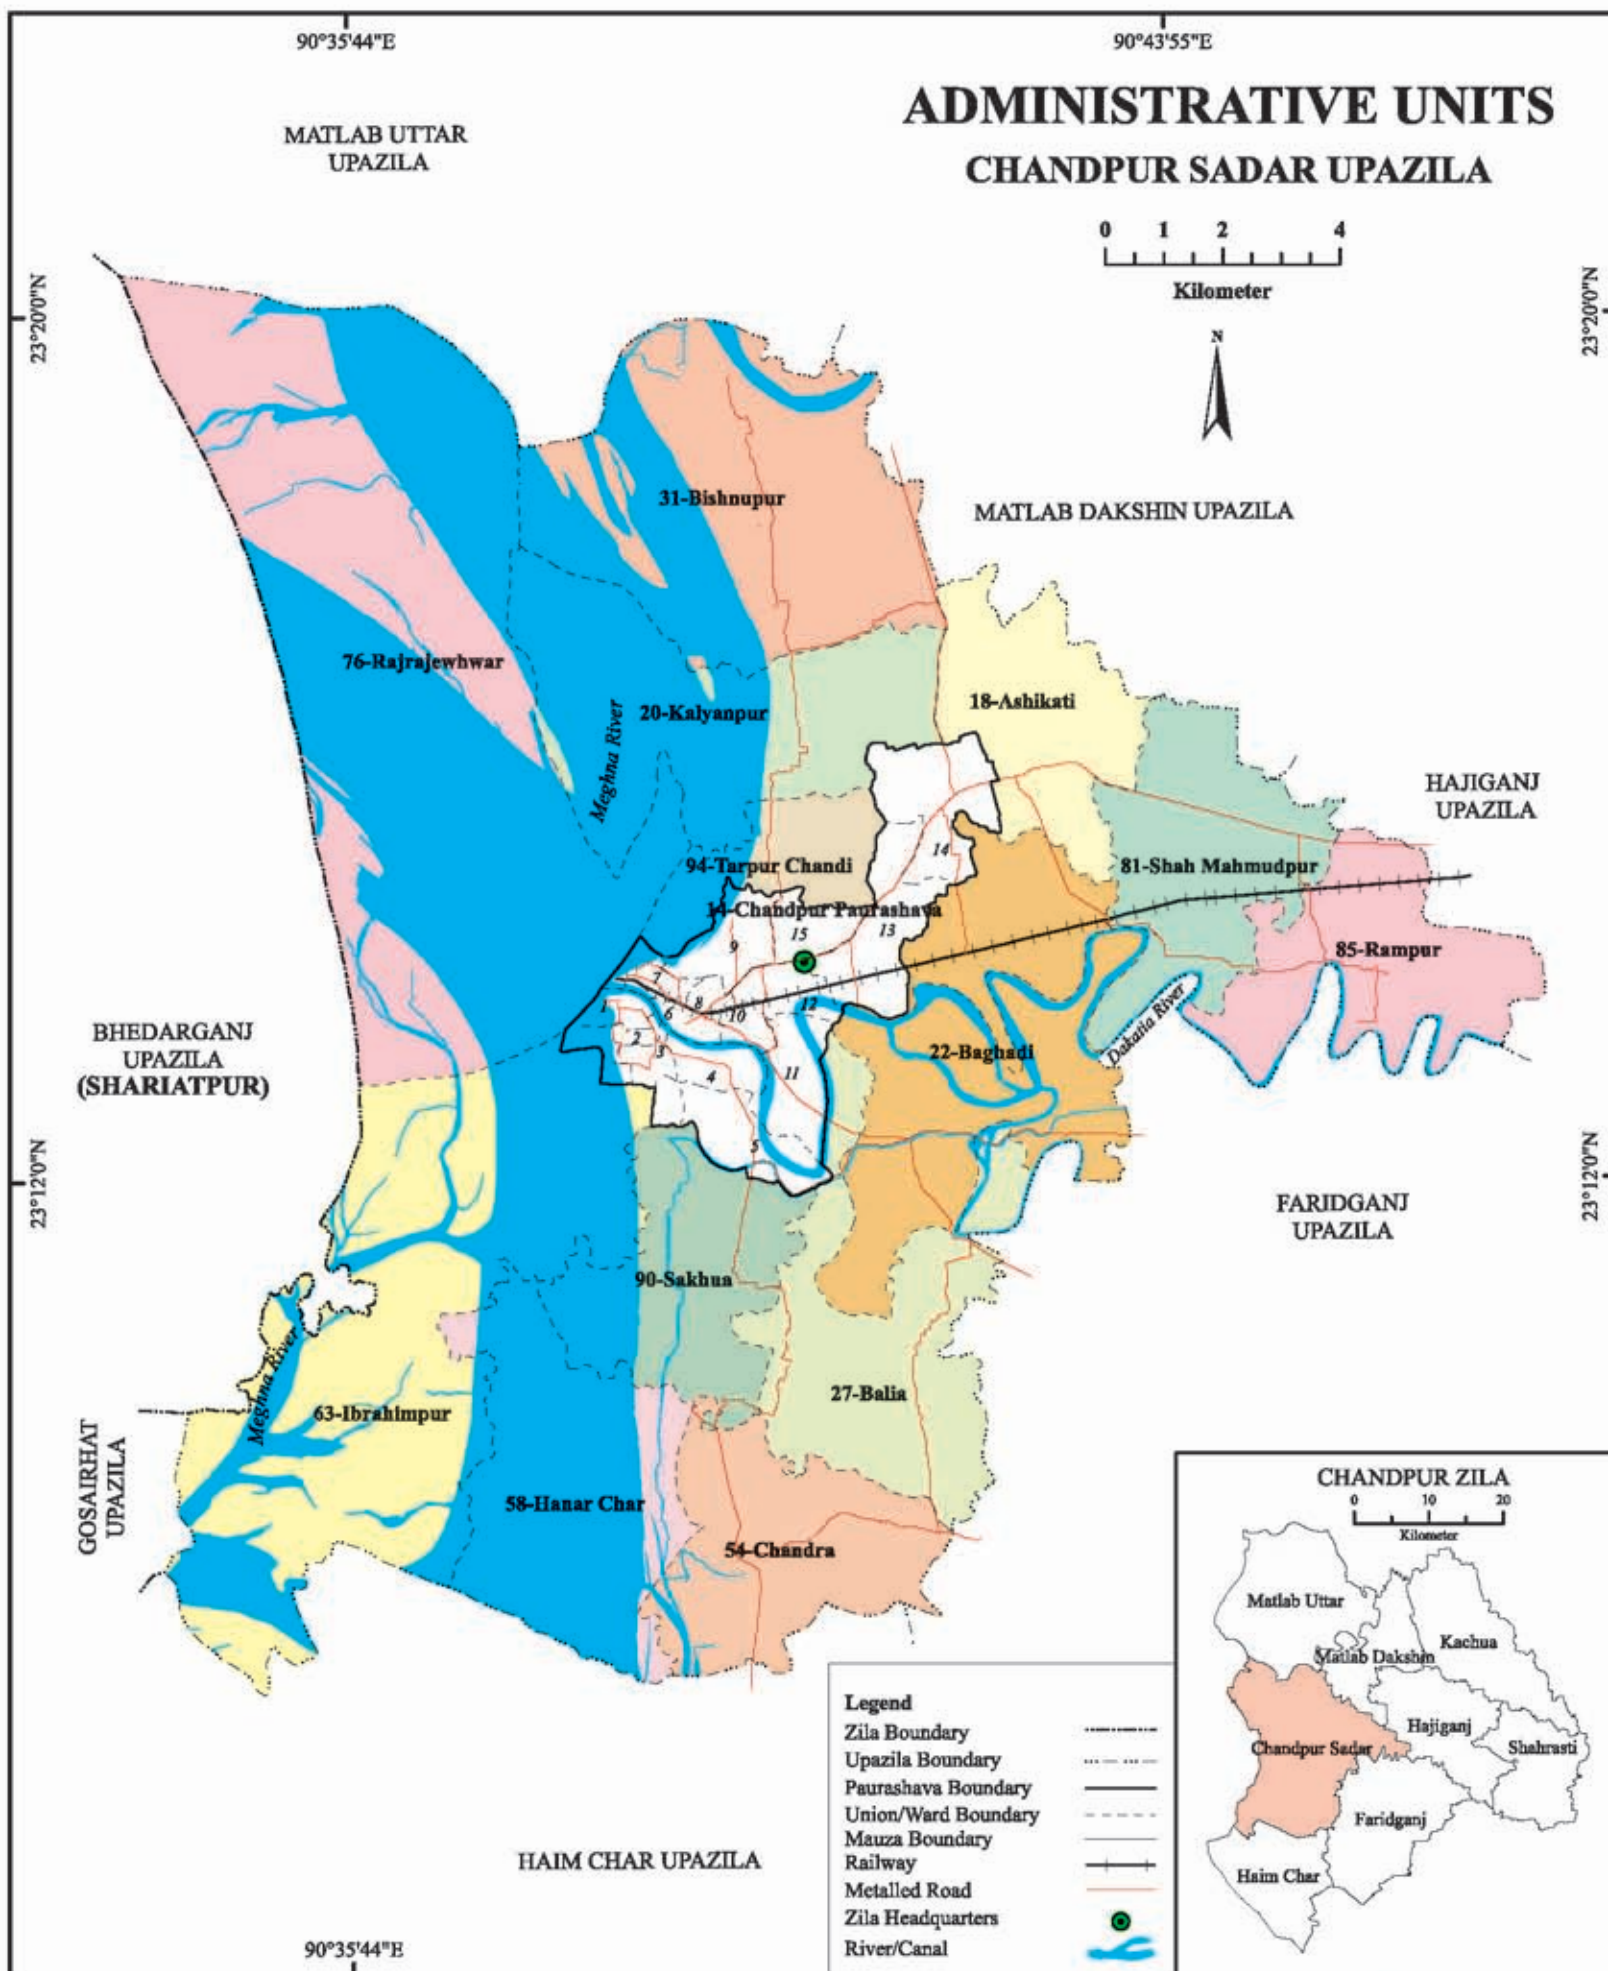 90°35'44"E
90°43'55"E
ADMINISTRATIVE UNITS
CHANDPUR SADAR UPAZILA
MATLAB UTTAR
UPAZILA
0 1 2 4
Kilometer
N
23°20'0"N
23°20'0"N
31-Bishnupur
MATLAB DAKSHIN UPAZILA
76-Rajrajewhwar
20-Kalyanpur
18-Ashikati
Meghna River
HAJIGANJ
UPAZILA
94-Tarpur Chandi
14
81-Shah Mahmudpur
14-Chandpur Paurashava
15
13
9
85-Rampur
7
1
8
6
10
12
2
3
4
11
5
Dakatia River
22-Baghadi
BHEDARGANJ
UPAZILA
(SHARIATPUR)
23°12'0"N
23°12'0"N
FARIDGANJ
UPAZILA
90-Sakhua
Meghna River
27-Balia
63-Ibrahimpur
GOSAIRHAT
UPAZILA
58-Hanar Char
54-Chandra
HAIM CHAR UPAZILA
90°35'44"E
Legend
Zila Boundary
Upazila Boundary
Paurashava Boundary
Union/Ward Boundary
Mauza Boundary
Railway
Metalled Road
Zila Headquarters
River/Canal
CHANDPUR ZILA
0 10 20
Kilometer
Matlab Uttar
Kachua
Matlab Dakshin
Hajiganj
Chandpur Sadar
Shahrasti
Faridganj
Haim Char